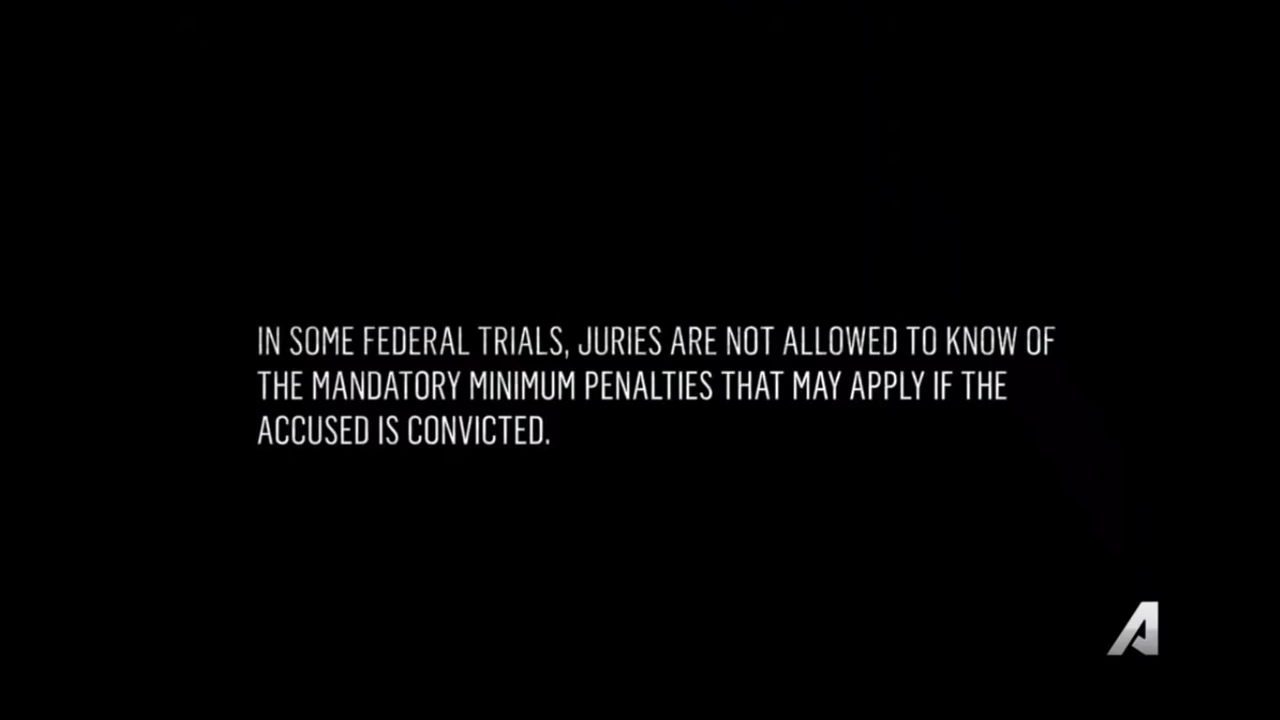 IN SOME FEDERAL TRIALS, JURIES ARE NOT ALLOWED TO KNOW OF
THE MANDATORY MINIMUM PENALTIES THAT MAY APPLY IF THE
ACCUSED IS CONVICTED.
A